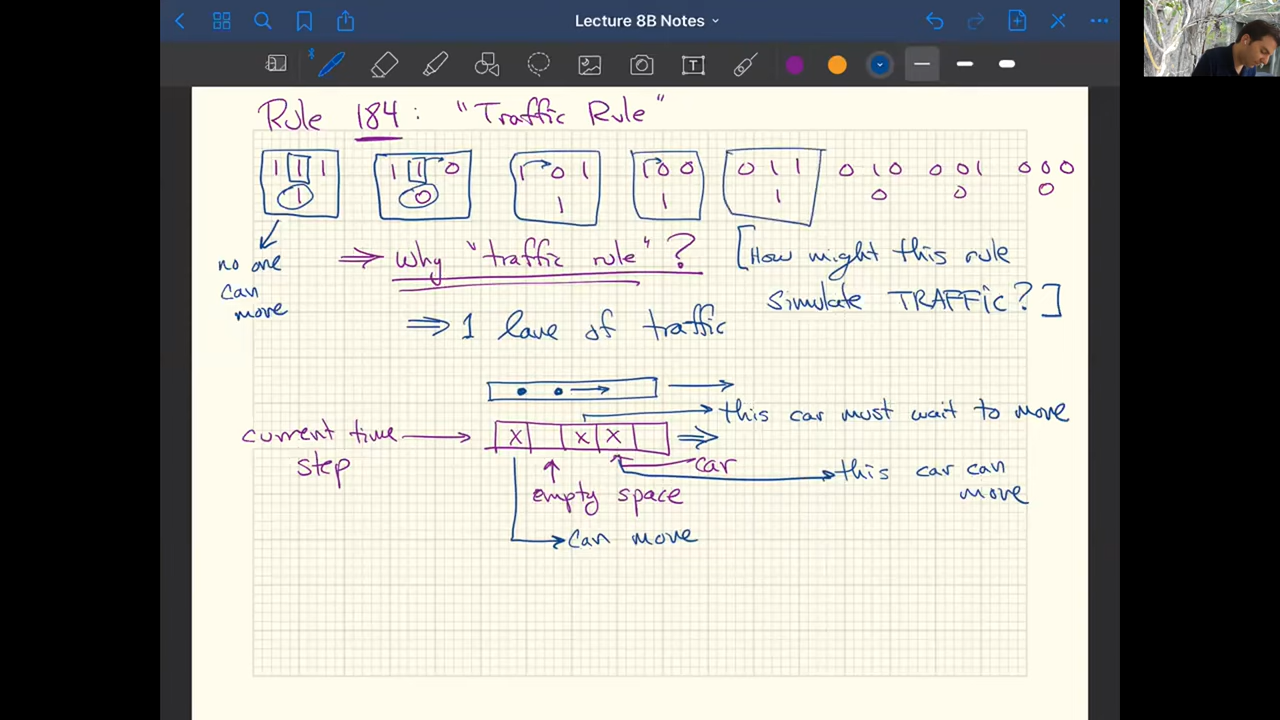 Lecture 8B Notes
T
Rule 184: "Traffic Rule"
1 1 1 1 1 0 1 0 1 1 0 0 0 1 1 0 1 0 0 0 1 0 0 0
1 0 1 1 1 0 0 0
no one can move
⇒ Why "traffic rule"?
[How might this rule simulate TRAFFIC?]
⇒ 1 lane of traffic
this car must wait to move
current time step
X X X
car
this car can move
empty space
can move